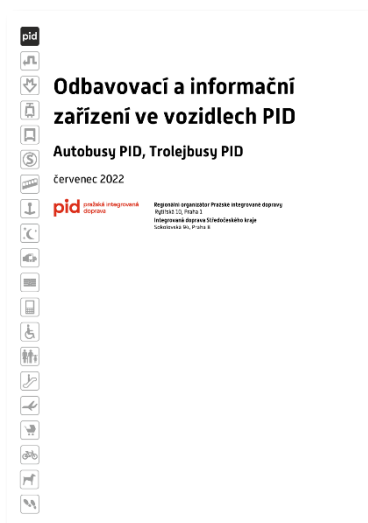 pid
Odbavovací a informační
zařízení ve vozidlech PID
Autobusy PID, Trolejbusy PID
červenec 2022
pid pražská integrovaná
doprava
Regionální organizátor Pražské integrované dopravy
Rytířská 10, Praha 1
Integrovaná doprava Středočeského kraje
Sokolovská 94, Praha 8